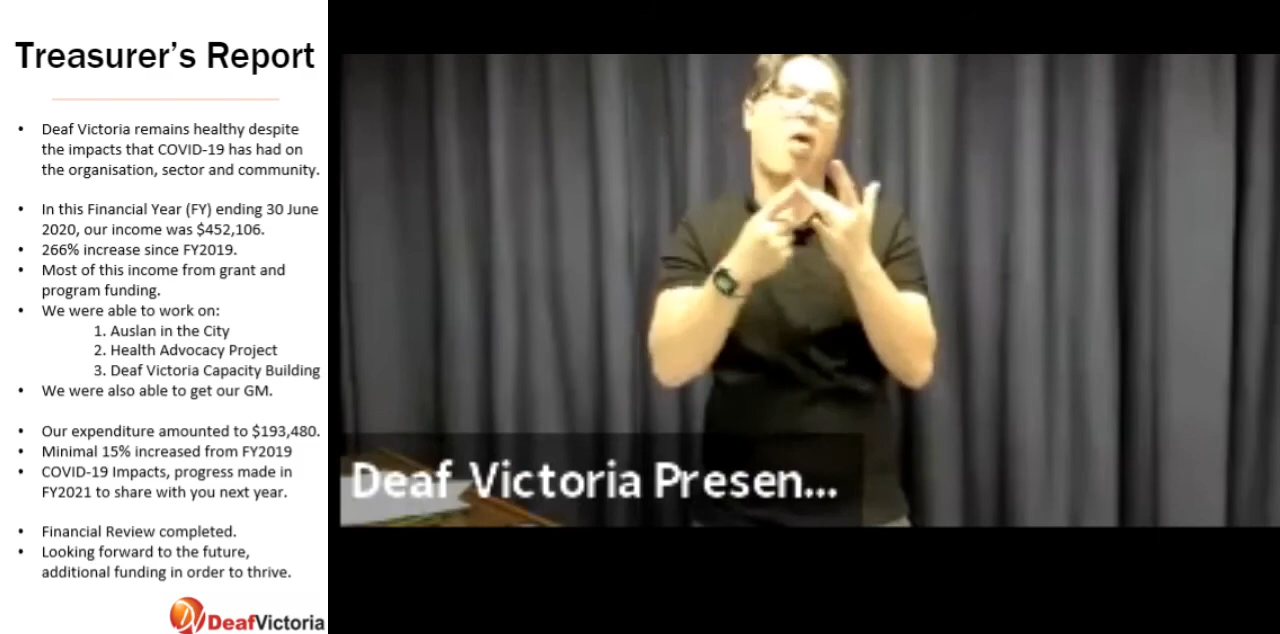 Treasurer's Report
• Deaf Victoria remains healthy despite
the impacts that COVID-19 has had on
the organisation, sector and community.
• In this Financial Year (FY) ending 30 June
2020, our income was $452,106.
• 266% increase since FY2019.
• Most of this income from grant and
program funding.
• We were able to work on:
1. Auslan in the City
2. Health Advocacy Project
3. Deaf Victoria Capacity Building
• We were also able to get our GM.
• Our expenditure amounted to $193,480.
• Minimal 15% increased from FY2019
• COVID-19 Impacts, progress made in
FY2021 to share with you next year.
• Financial Review completed.
• Looking forward to the future,
additional funding in order to thrive.
DeafVictoria
Deaf Victoria Presen...